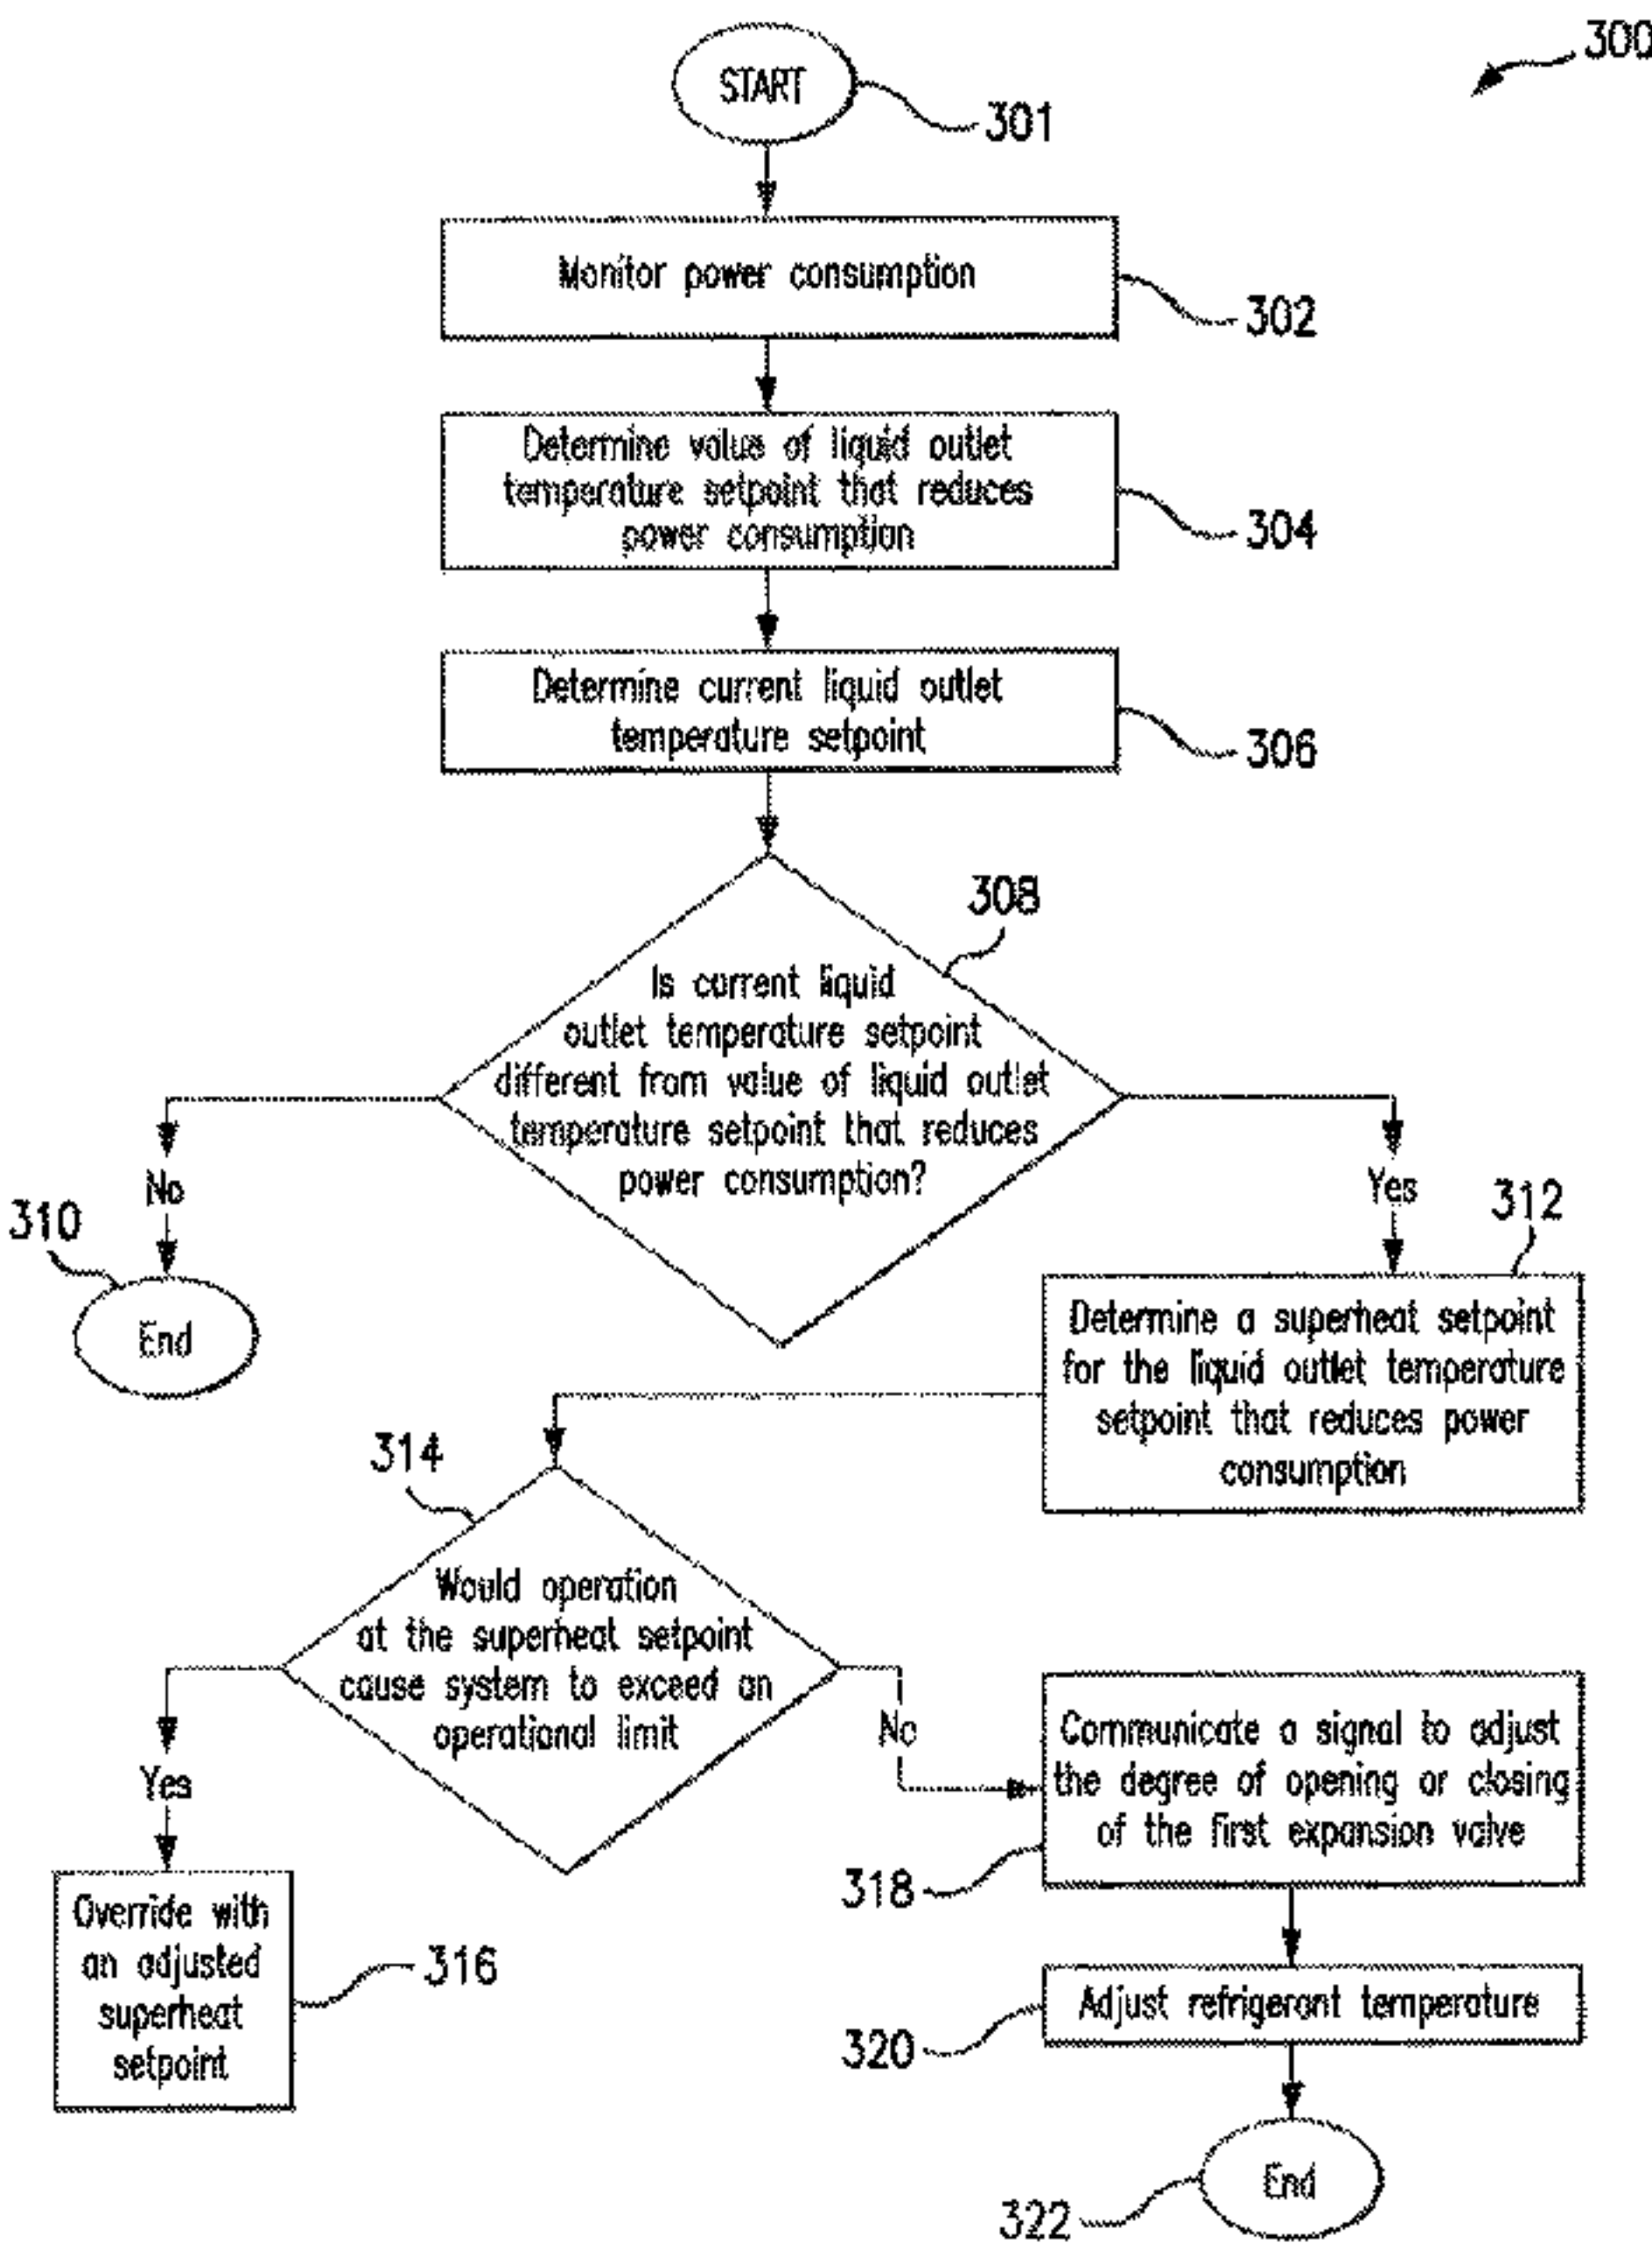 300
START
301
Monitor power consumption
302
Determine value of liquid outlet
temperature setpoint that reduces
power consumption
304
Determine current liquid outlet
temperature setpoint
306
308
Is current liquid
outlet temperature setpoint
different from value of liquid outlet
temperature setpoint that reduces
power consumption?
No
Yes
310
End
312
Determine a superheat setpoint
for the liquid outlet temperature
setpoint that reduces power
consumption
314
Would operation
at the superheat setpoint
cause system to exceed an
operational limit
Yes
No
Override with
an adjusted
superheat
setpoint
316
Communicate a signal to adjust
the degree of opening or closing
of the first expansion valve
318
Adjust refrigerant temperature
320
End
322